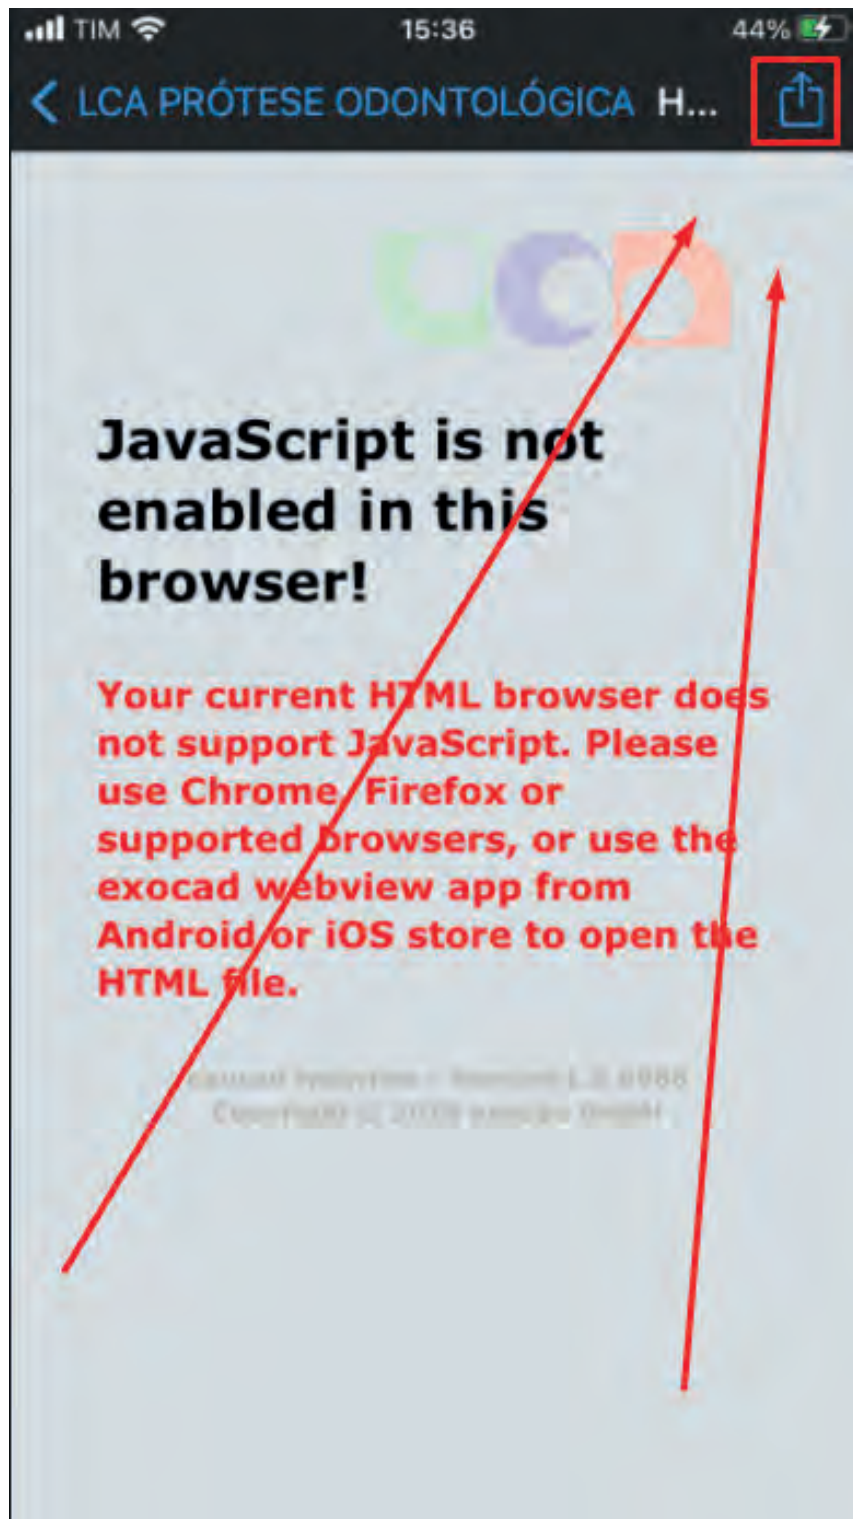 TIM 15:36 44%
LCA PRÓTESE ODONTOLÓGICA H...
JavaScript is not
enabled in this
browser!
Your current HTML browser does
not support JavaScript. Please
use Chrome, Firefox or
supported browsers, or use the
exocad webview app from
Android or iOS store to open the
HTML file.